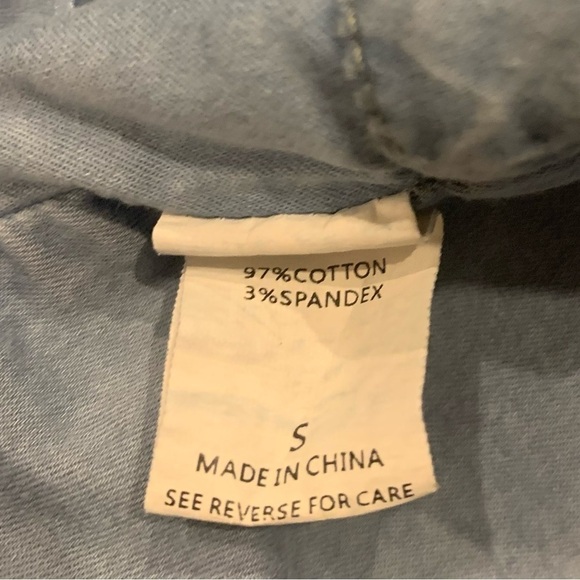 97%COTTON
3%SPANDEX
S
MADE IN CHINA
SEE REVERSE FOR CARE